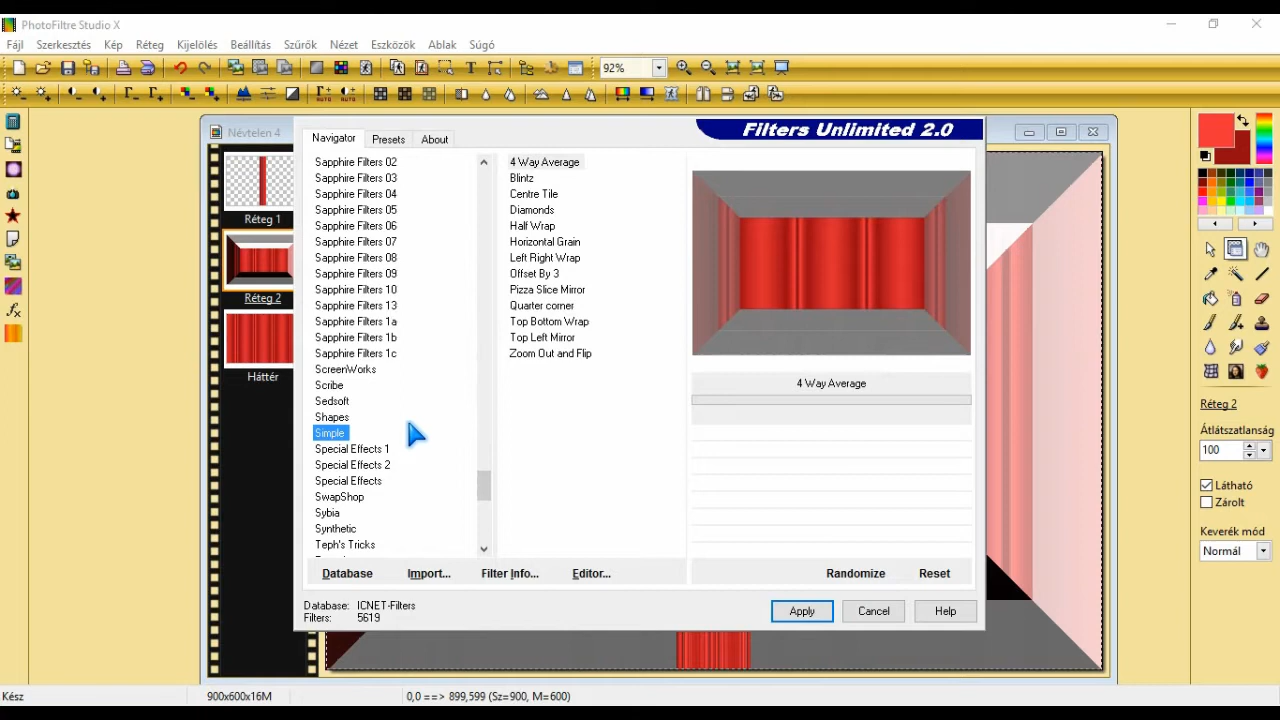 PhotoFiltre Studio X
Fájl Szerkesztés Kép Réteg Kijelölés Beállítás Szűrők Nézet Eszközök Ablak Súgó
92%
Névtelen 4
Navigator Presets About
Filters Unlimited 2.0
Réteg 1
Réteg 2
Háttér
Sapphire Filters 02
Sapphire Filters 03
Sapphire Filters 04
Sapphire Filters 05
Sapphire Filters 06
Sapphire Filters 07
Sapphire Filters 08
Sapphire Filters 09
Sapphire Filters 10
Sapphire Filters 13
Sapphire Filters 1a
Sapphire Filters 1b
Sapphire Filters 1c
ScreenWorks
Scribe
Sedsoft
Shapes
Simple
Special Effects 1
Special Effects 2
Special Effects
SwapShop
Sybia
Synthetic
Teph's Tricks
4 Way Average
Blintz
Centre Tile
Diamonds
Half Wrap
Horizontal Grain
Left Right Wrap
Offset By 3
Pizza Slice Mirror
Quarter corner
Top Bottom Wrap
Top Left Mirror
Zoom Out and Flip
4 Way Average
Database Import... Filter Info... Editor... Randomize Reset
Database: ICNET-Filters
Filters: 5619
Apply Cancel Help
Réteg 2
Átlátszatlanság
100
Látható
Zárolt
Keverék mód
Normál
Kész 900x600x16M 0,0 ==> 899,599 (Sz=900, M=600)